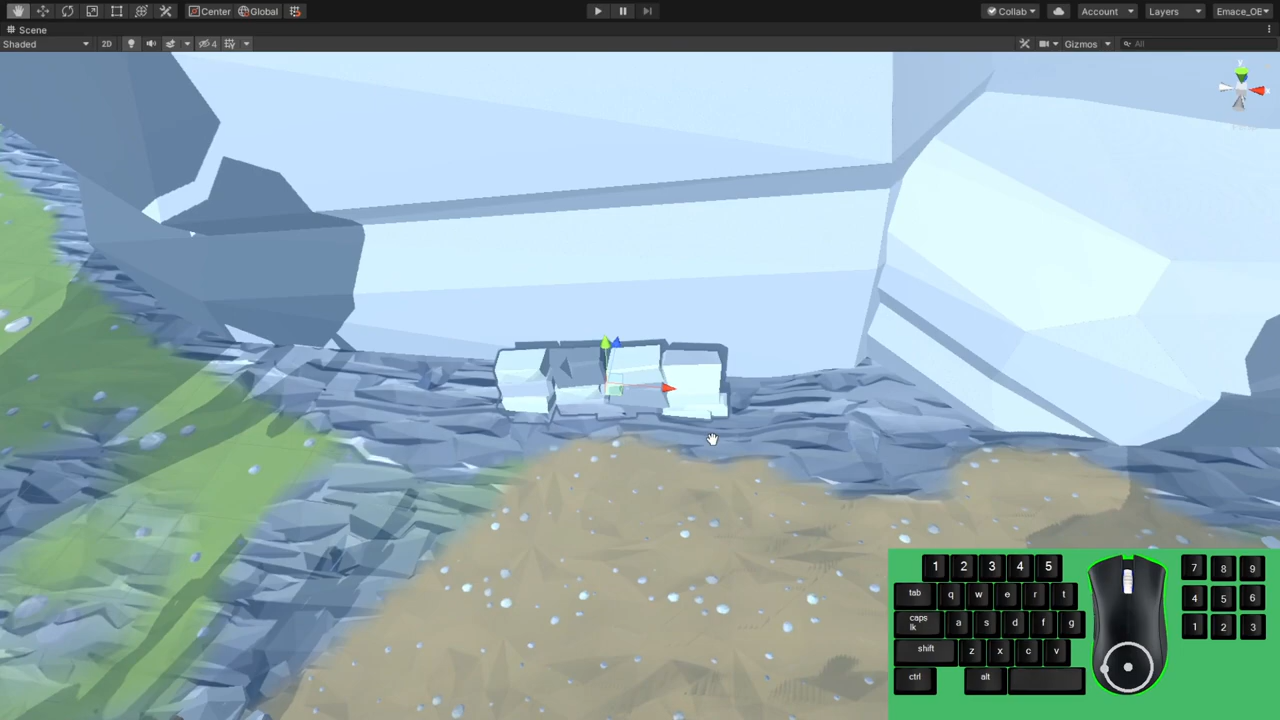 Center Global Collab Account Layers Emace_OE
Scene
Shaded 2D 4 Gizmos All
y
x
1 2 3 4 5
tab q w e r t
caps lk a s d f g
shift z x c v
ctrl alt
7 8 9
4 5 6
1 2 3